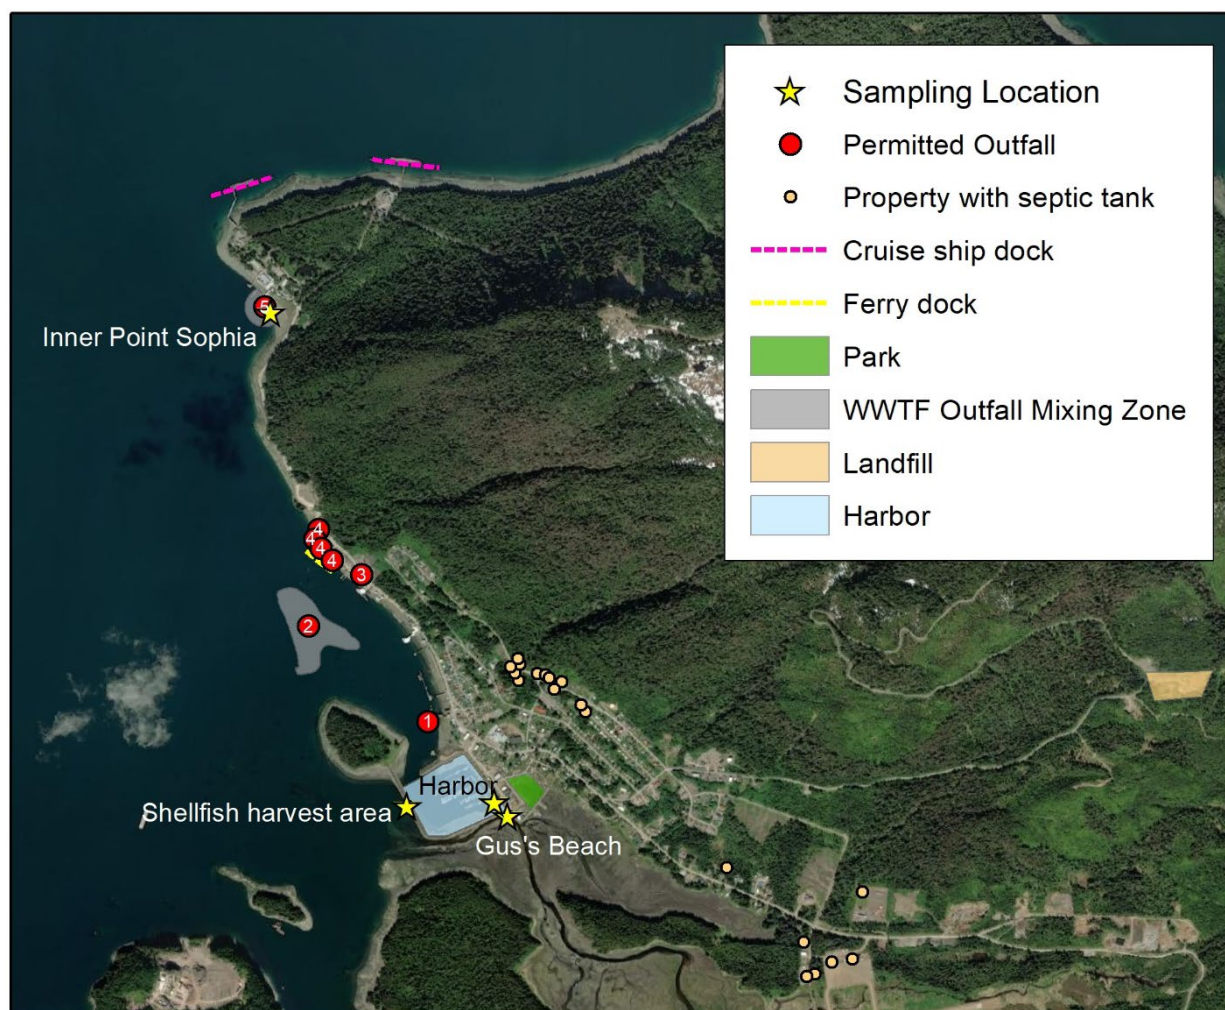 Sampling Location
Permitted Outfall
Property with septic tank
Cruise ship dock
Ferry dock
Park
WWTF Outfall Mixing Zone
Landfill
Harbor
5
Inner Point Sophia
4
4
4
4
3
2
1
Harbor
Shellfish harvest area
Gus's Beach